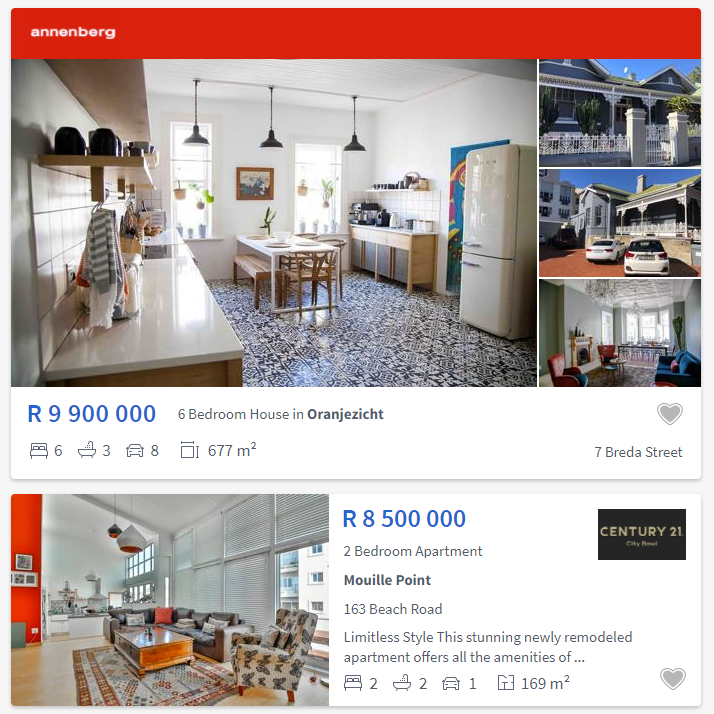 annenberg
R 9 900 000 6 Bedroom House in Oranjezicht
6 3 8 677 m²
7 Breda Street
R 8 500 000
CENTURY 21.
City Bowl
2 Bedroom Apartment
Mouille Point
163 Beach Road
Limitless Style This stunning newly remodeled
apartment offers all the amenities of ...
2 2 1 169 m²